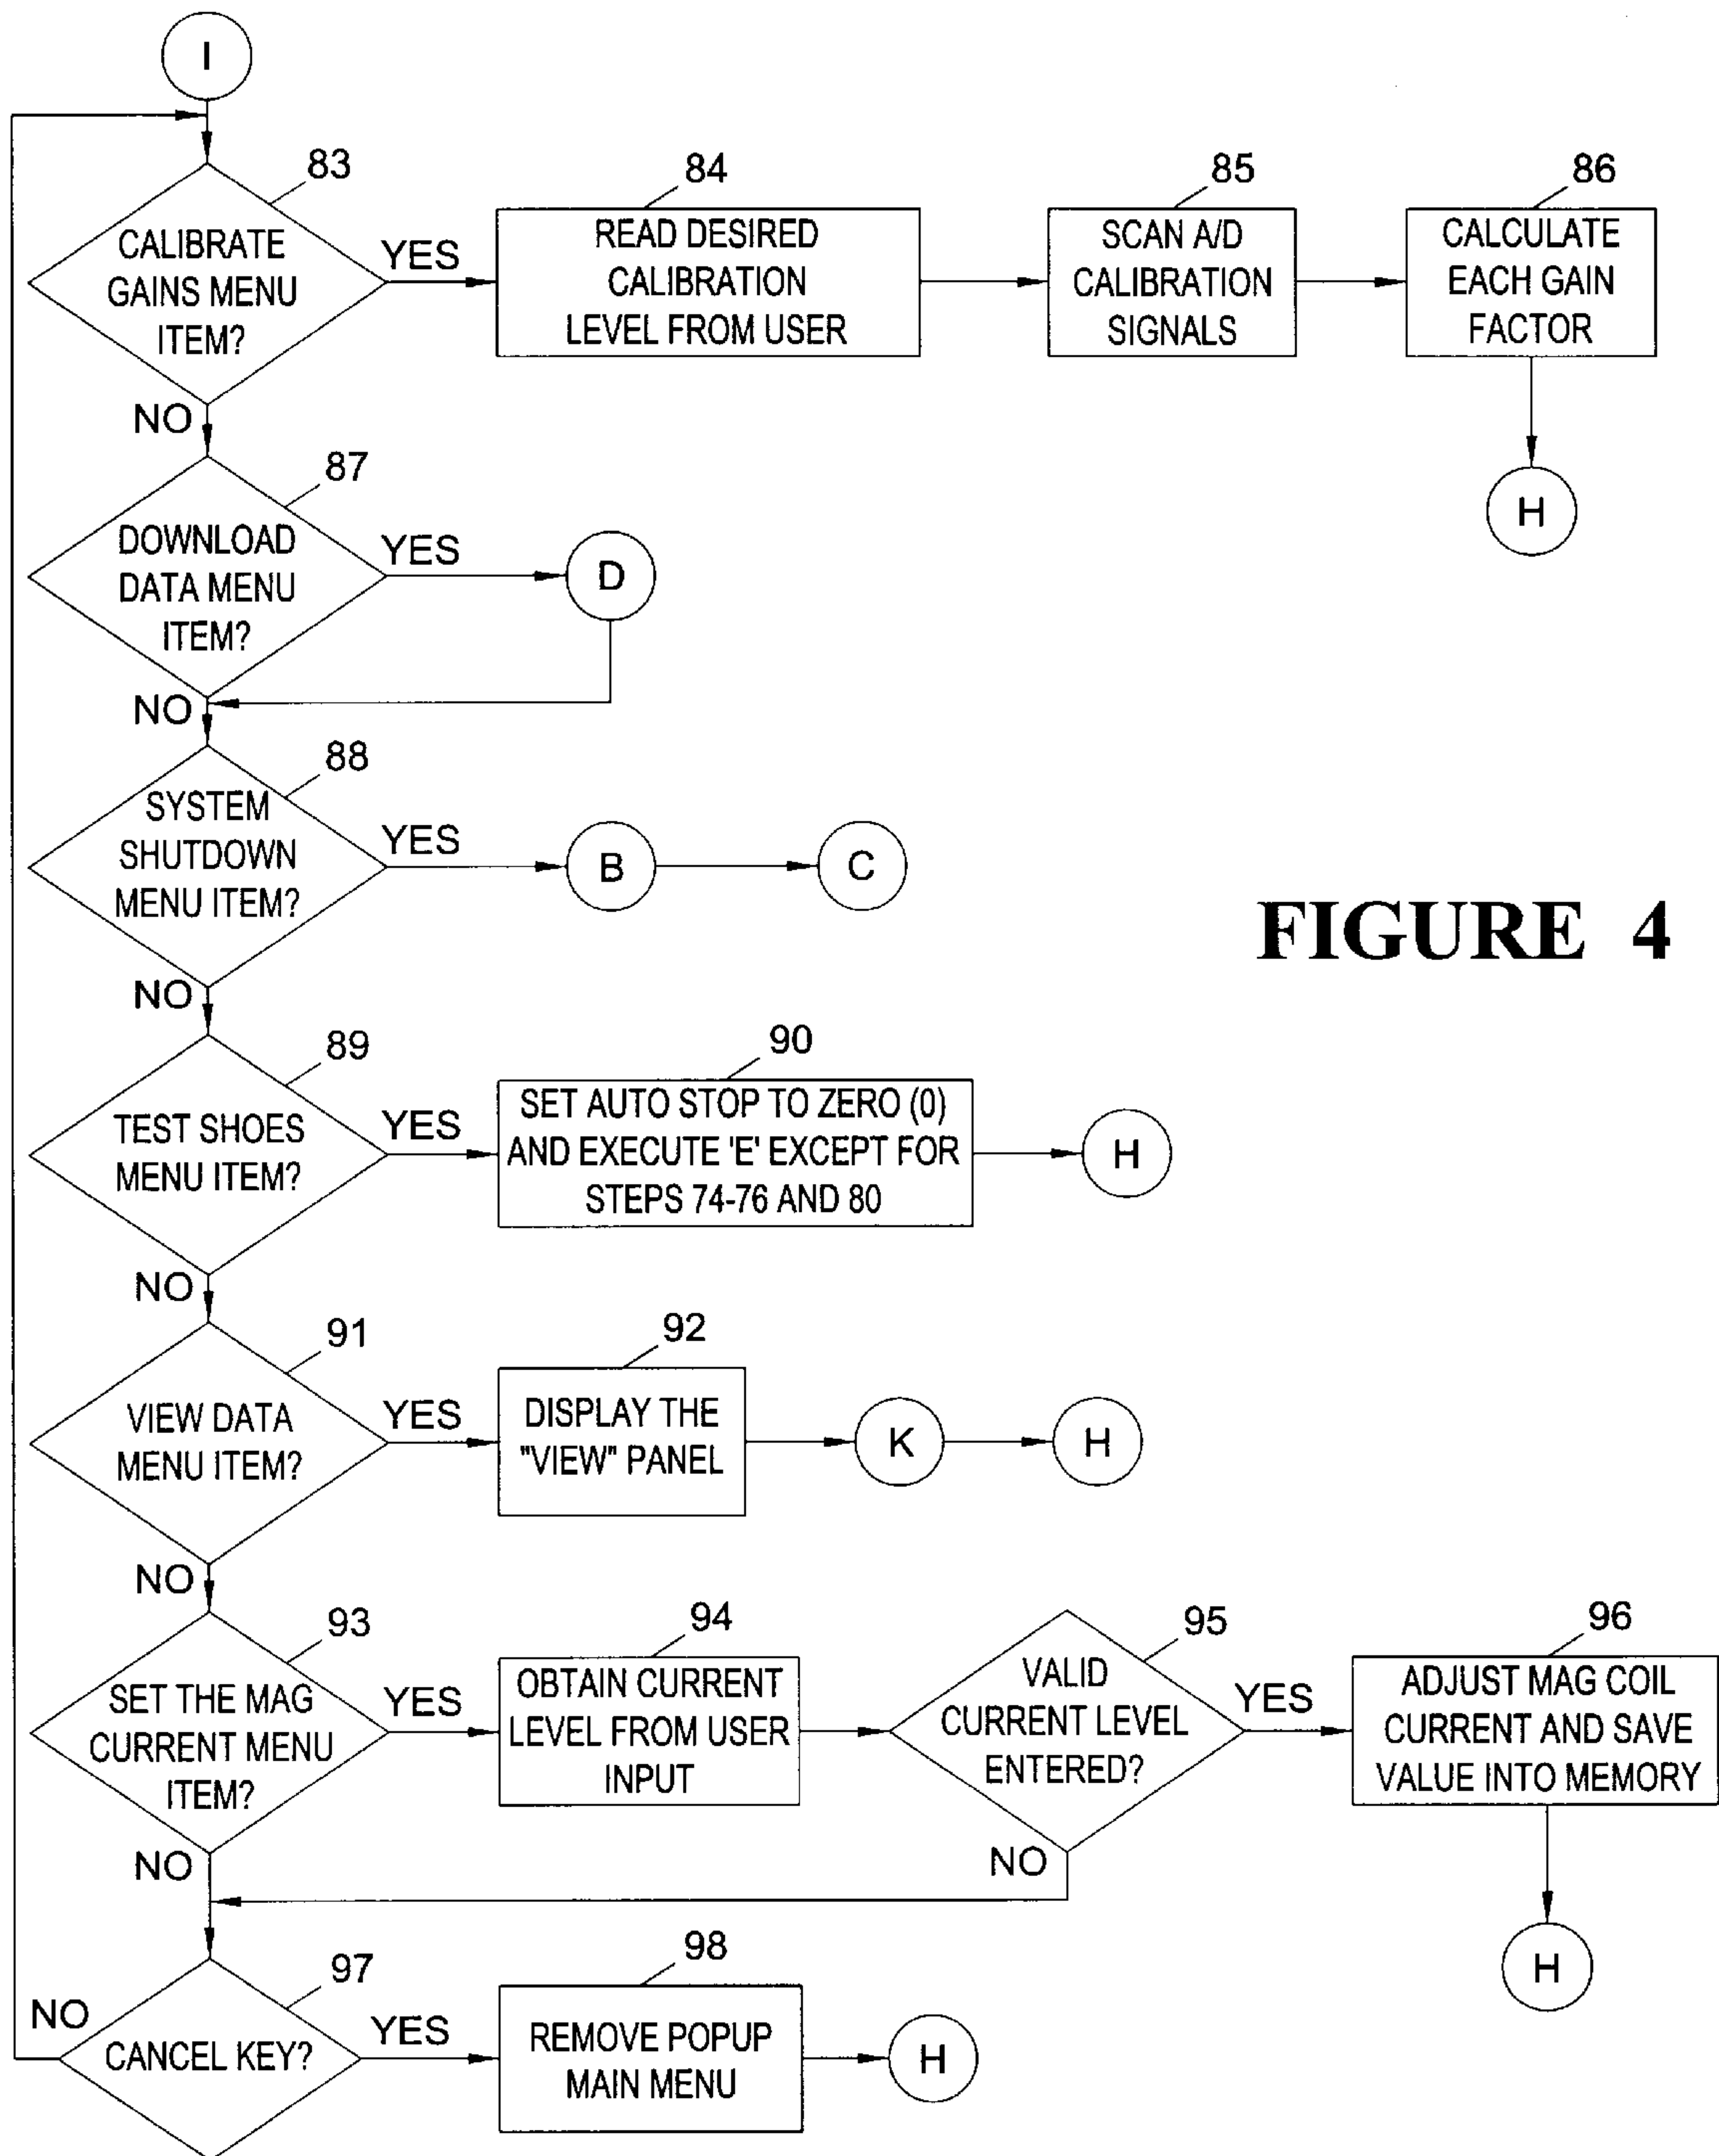 I
83
CALIBRATE
GAINS MENU
ITEM?
YES
84
READ DESIRED
CALIBRATION
LEVEL FROM USER
85
SCAN A/D
CALIBRATION
SIGNALS
86
CALCULATE
EACH GAIN
FACTOR
H
NO
87
DOWNLOAD
DATA MENU
ITEM?
YES
D
NO
88
SYSTEM
SHUTDOWN
MENU ITEM?
YES
B
C
FIGURE 4
NO
89
TEST SHOES
MENU ITEM?
YES
90
SET AUTO STOP TO ZERO (0)
AND EXECUTE 'E' EXCEPT FOR
STEPS 74-76 AND 80
H
NO
91
VIEW DATA
MENU ITEM?
YES
92
DISPLAY THE
"VIEW" PANEL
K
H
NO
93
SET THE MAG
CURRENT MENU
ITEM?
YES
94
OBTAIN CURRENT
LEVEL FROM USER
INPUT
95
VALID
CURRENT LEVEL
ENTERED?
YES
96
ADJUST MAG COIL
CURRENT AND SAVE
VALUE INTO MEMORY
H
NO
NO
97
CANCEL KEY?
NO
YES
98
REMOVE POPUP
MAIN MENU
H